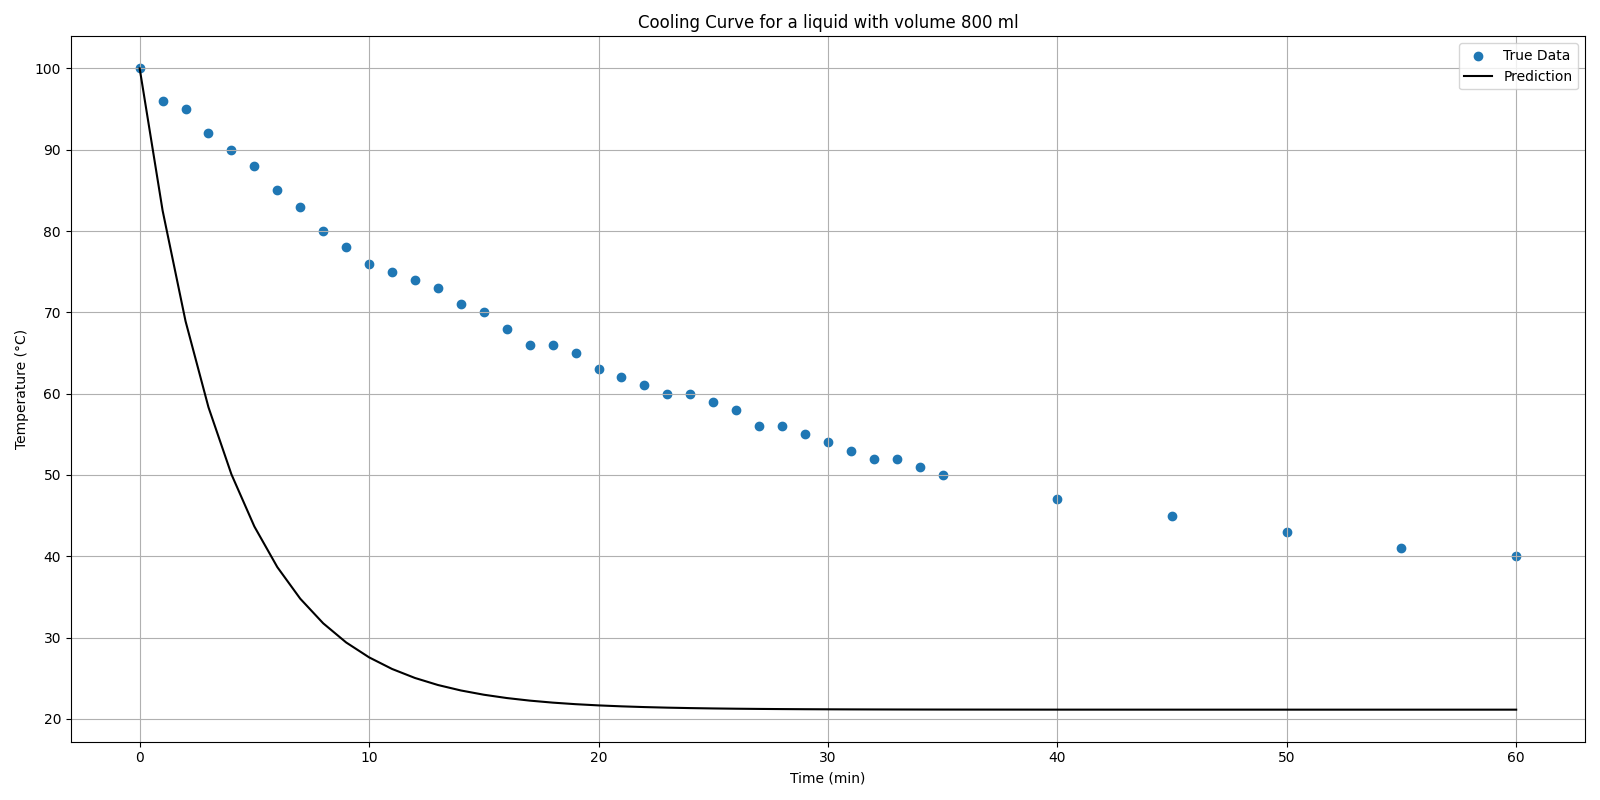 Cooling Curve for a liquid with volume 800 ml
True Data
Prediction
Temperature (°C)
100
90
80
70
60
50
40
30
20
0 10 20 30 40 50 60
Time (min)